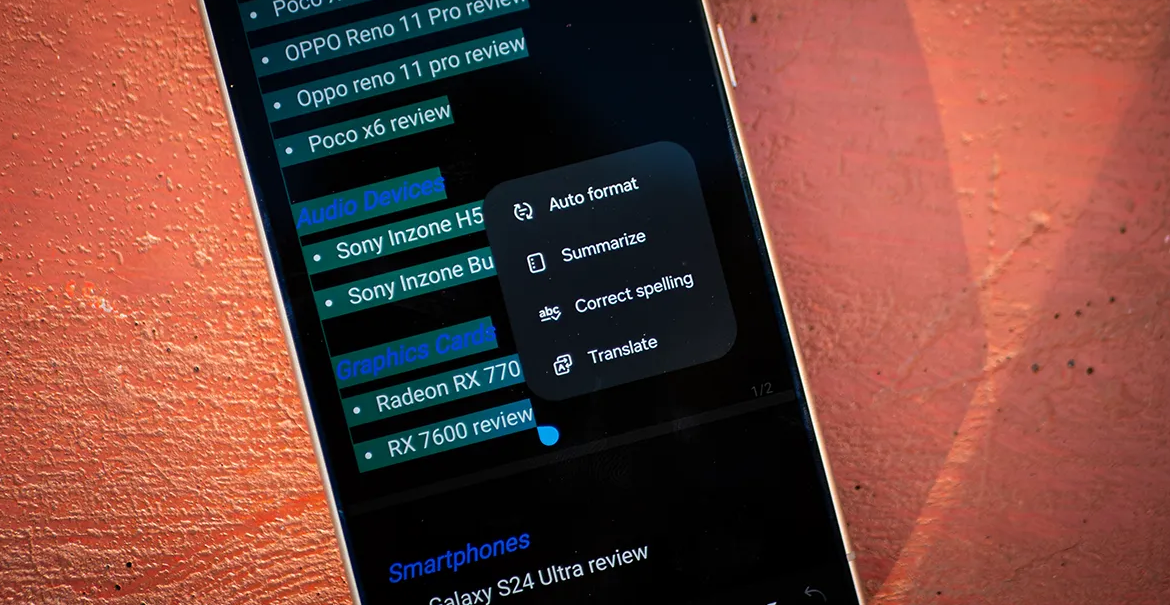 Poco
OPPO Reno 11 Pro review
Oppo reno 11 pro review
Poco x6 review
Audio Devices
Sony Inzone H5
Sony Inzone Bu
Graphics Cards
Radeon RX 770
RX 7600 review
Auto format
Summarize
abc
Correct spelling
A
Translate
1/2
Smartphones
Galaxy S24 Ultra review